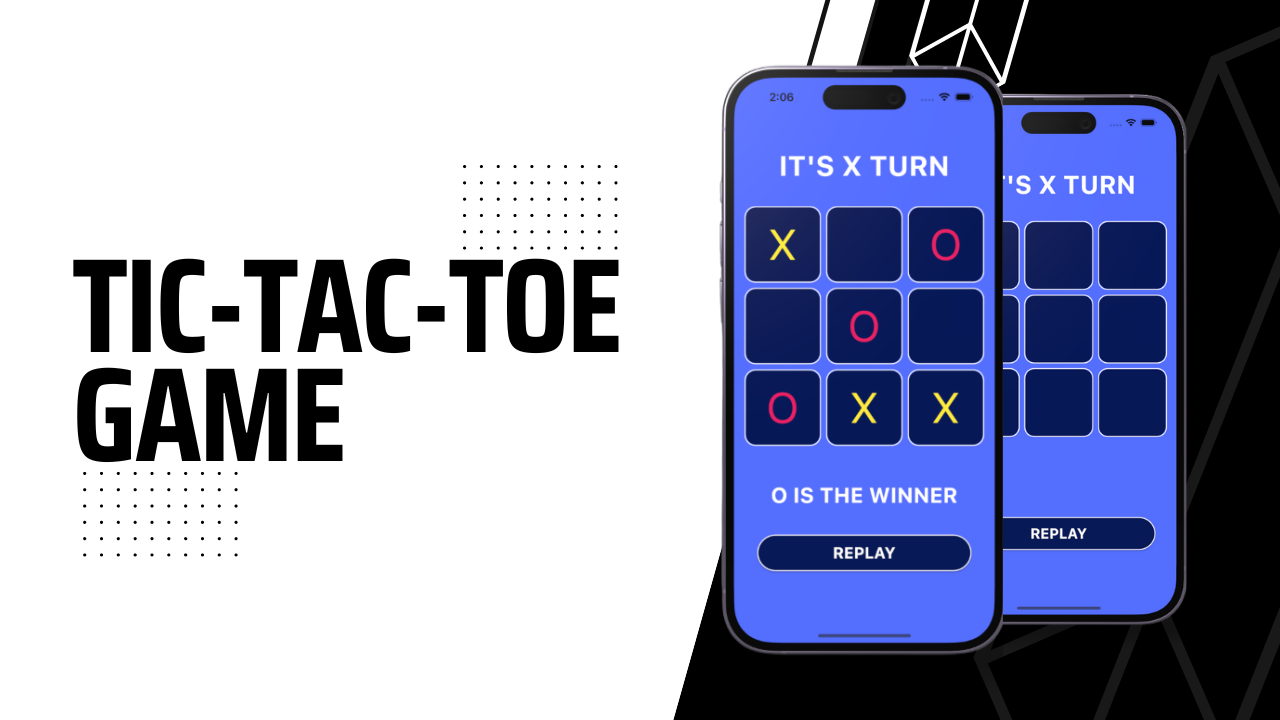 TIC-TAC-TOE
GAME
2:06
IT'S X TURN
X O
O
O X X
O IS THE WINNER
REPLAY
'S X TURN
REPLAY